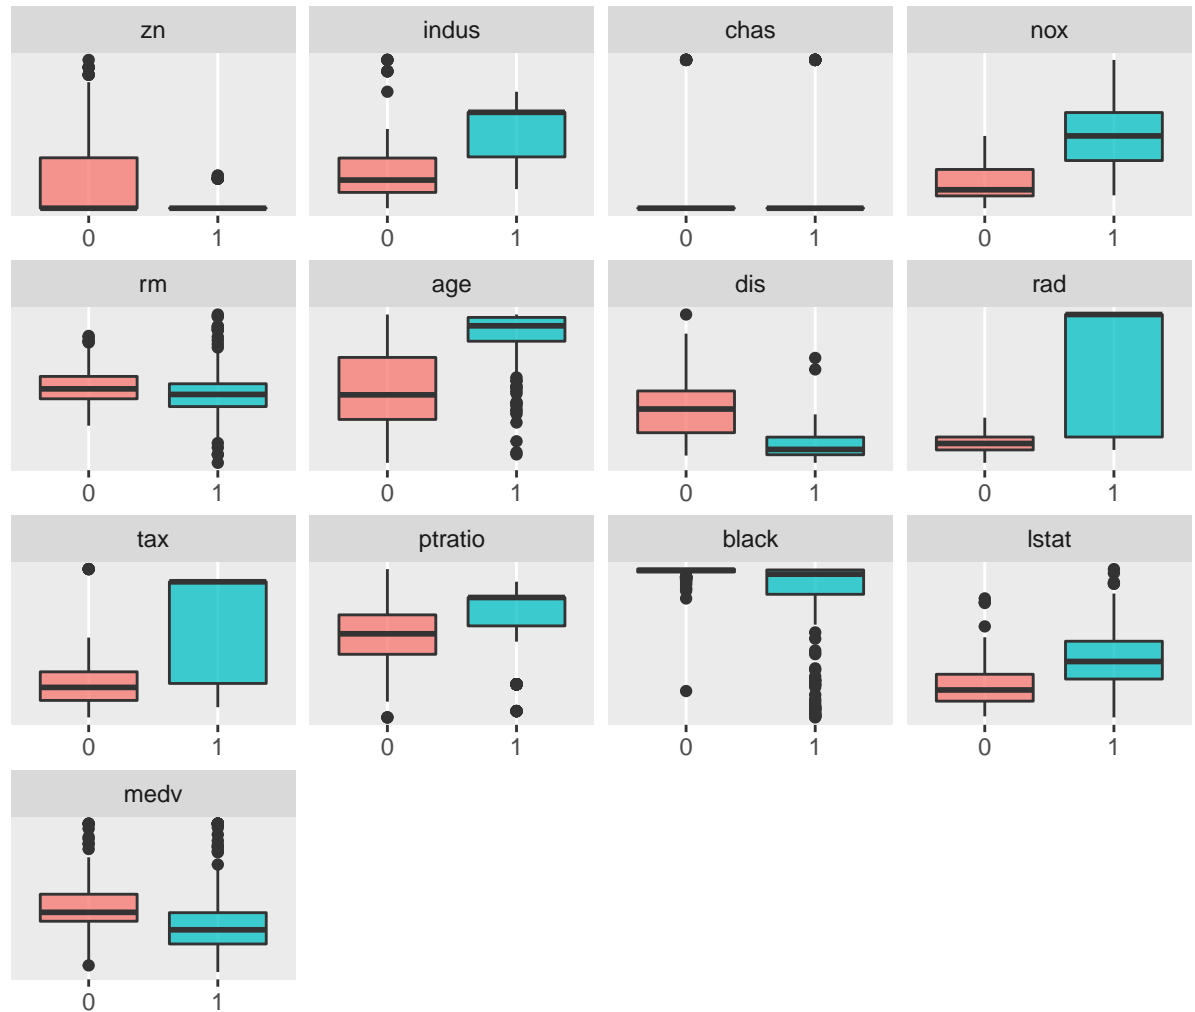 zn indus chas nox
0 1 0 1 0 1 0 1
rm age dis rad
0 1 0 1 0 1 0 1
tax ptratio black lstat
0 1 0 1 0 1 0 1
medv
0 1